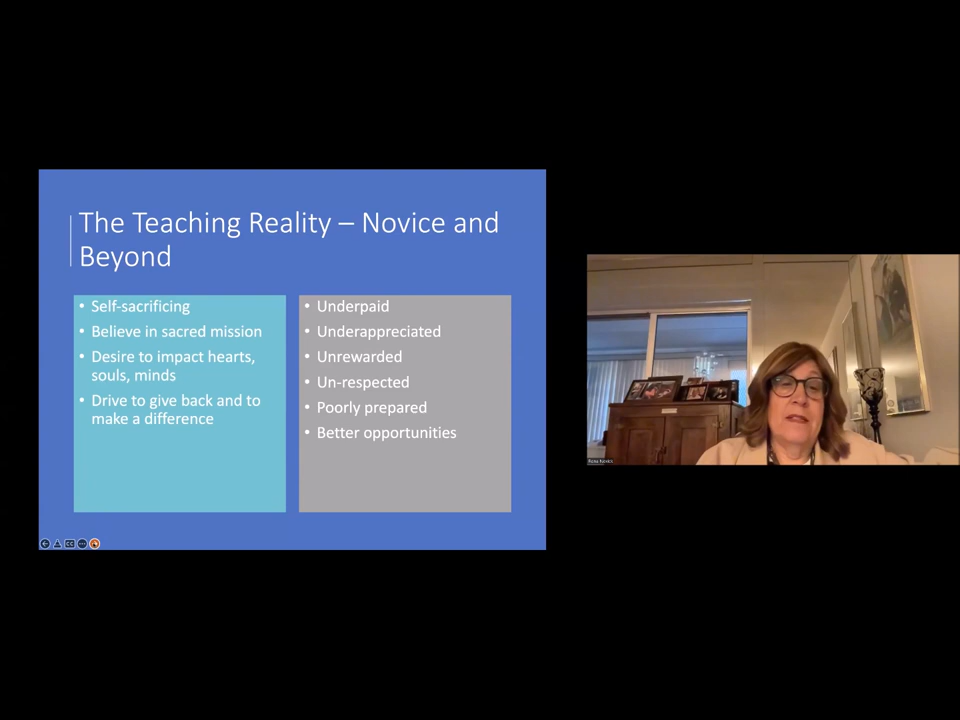 The Teaching Reality – Novice and
Beyond
• Self-sacrificing
• Believe in sacred mission
• Desire to impact hearts,
souls, minds
• Drive to give back and to
make a difference
• Underpaid
• Underappreciated
• Unrewarded
• Un-respected
• Poorly prepared
• Better opportunities